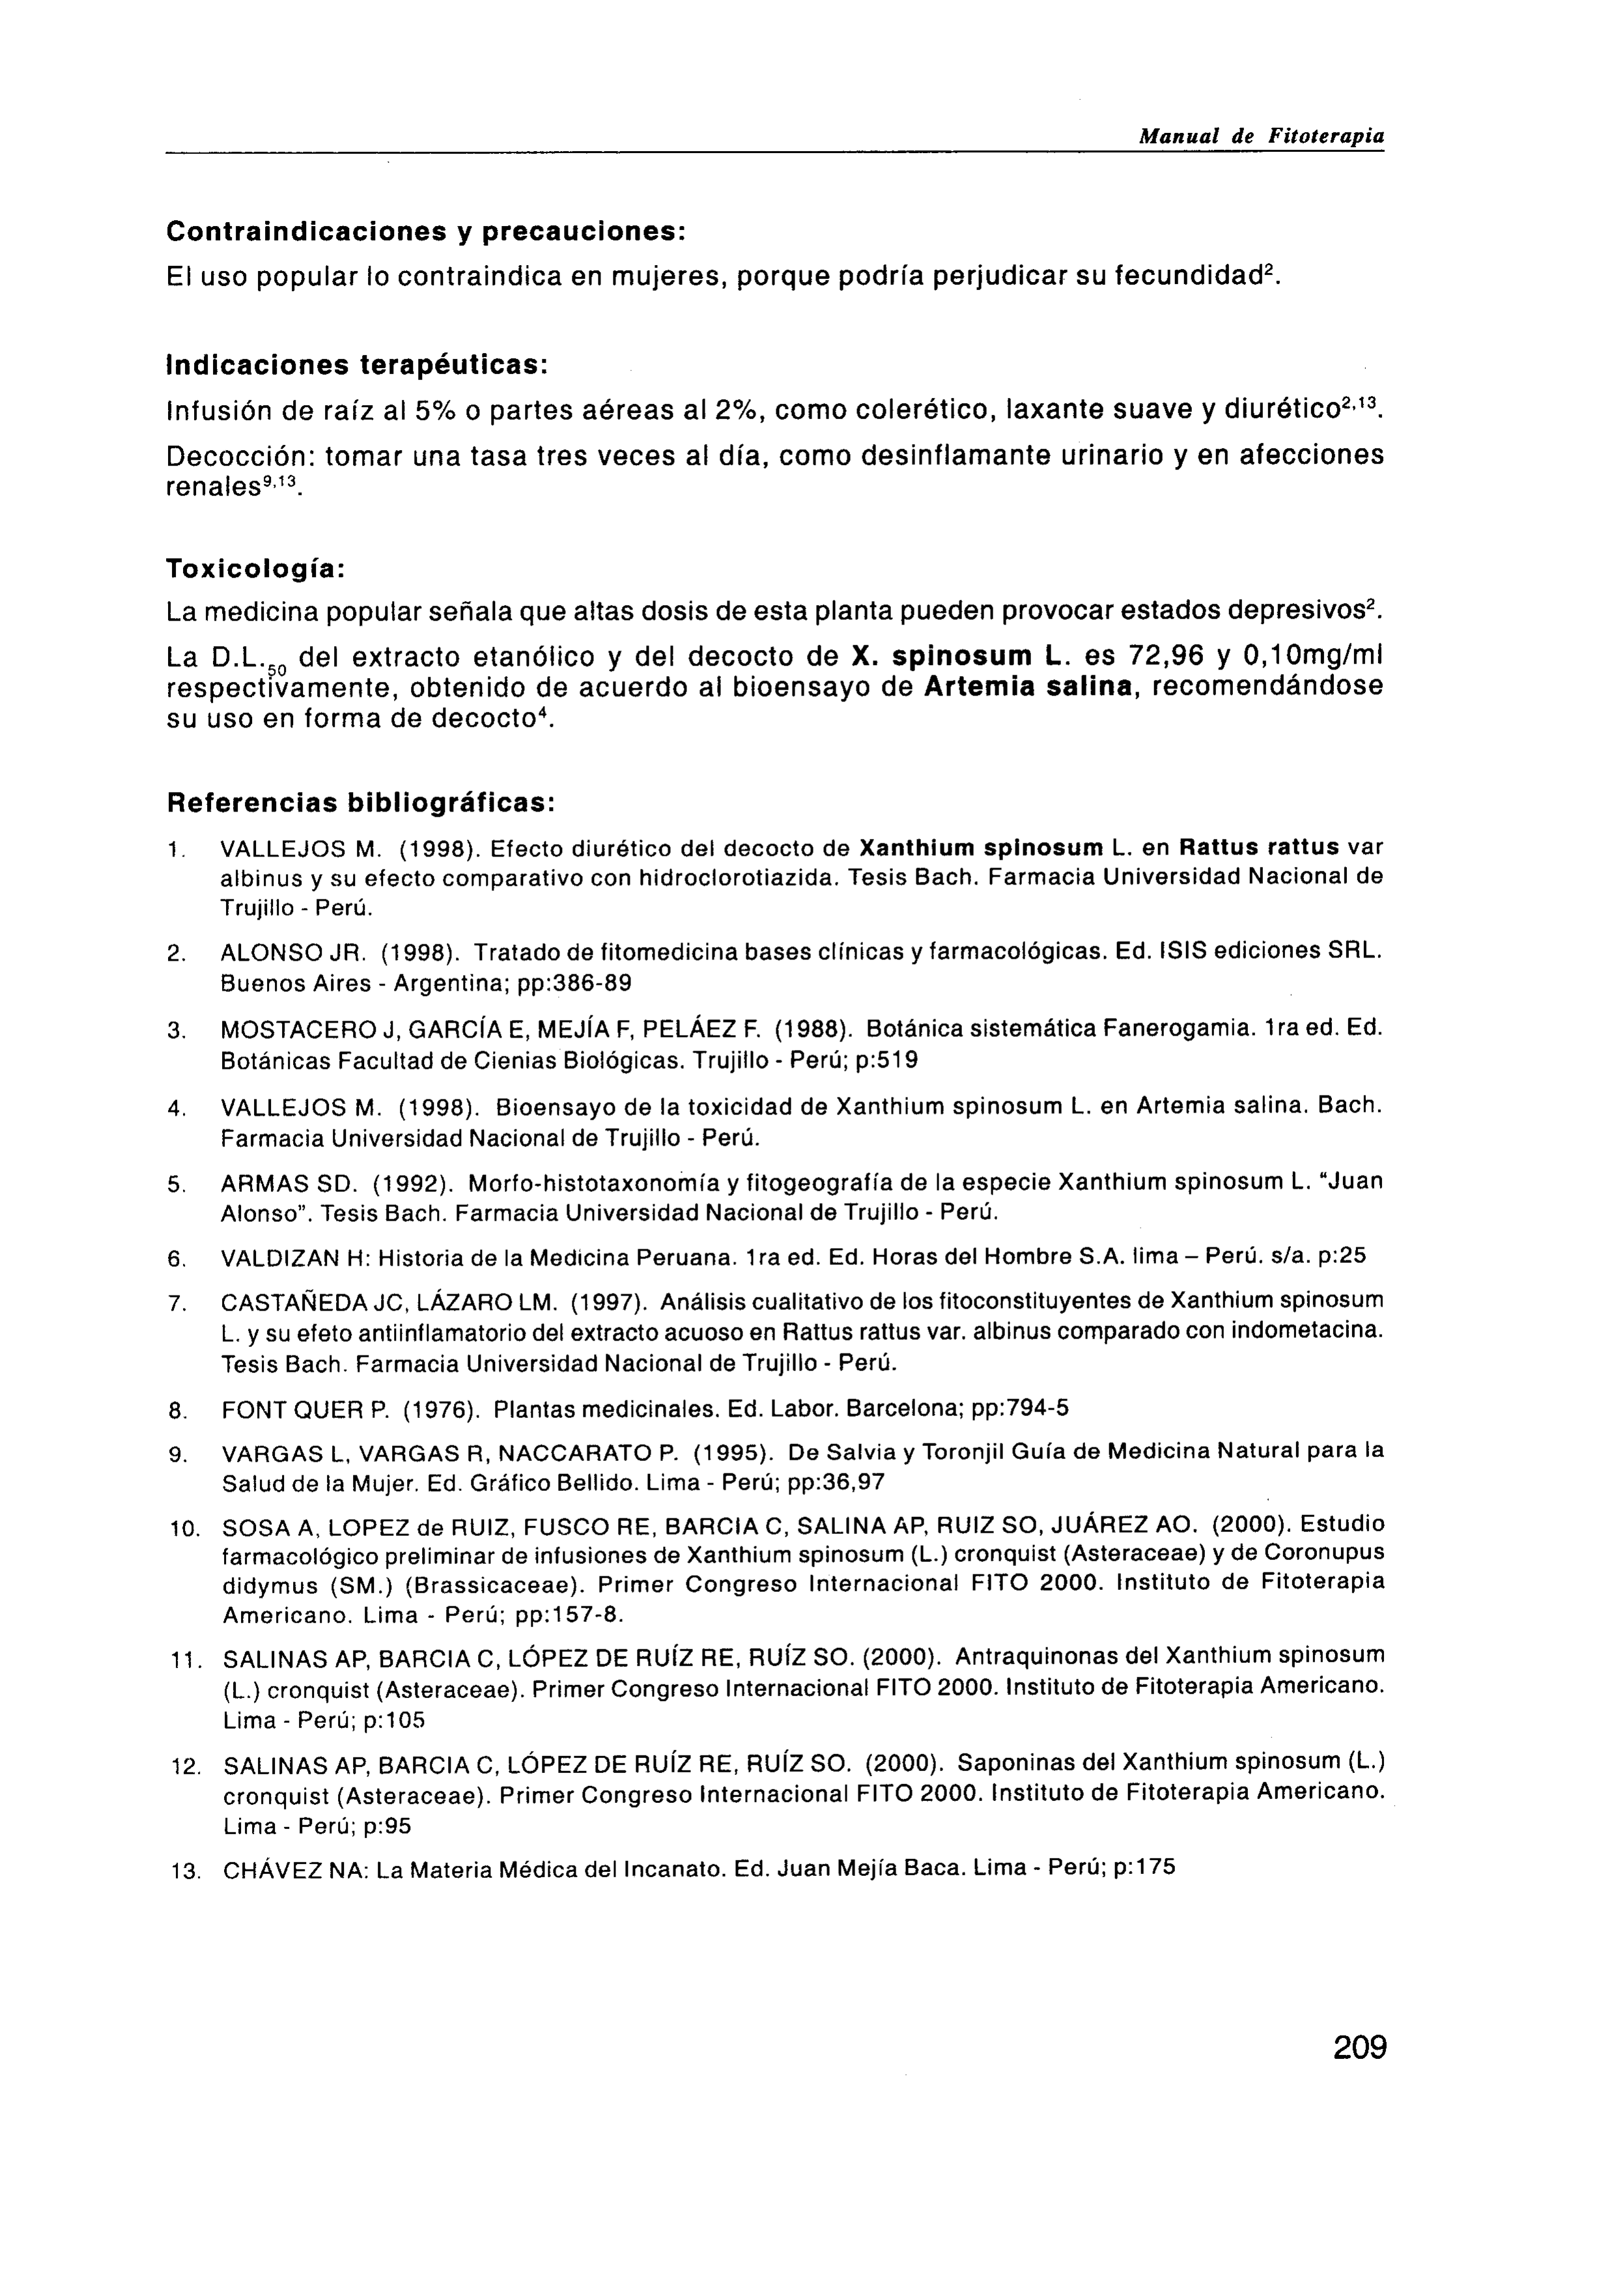 Manual de Fitoterapia
Contraindicaciones y precauciones:
El uso popular lo contraindica en mujeres, porque podría perjudicar su fecundidad².
Indicaciones terapéuticas:
Infusión de raíz al 5% o partes aéreas al 2%, como colerético, laxante suave y diurético²,¹³.
Decocción: tomar una tasa tres veces al día, como desinflamante urinario y en afecciones
renales⁹,¹³.
Toxicología:
La medicina popular señala que altas dosis de esta planta pueden provocar estados depresivos².
La D.L.₅₀ del extracto etanólico y del decocto de X. spinosum L. es 72,96 y 0,10mg/ml
respectivamente, obtenido de acuerdo al bioensayo de Artemia salina, recomendándose
su uso en forma de decocto⁴.
Referencias bibliográficas:
1. VALLEJOS M. (1998). Efecto diurético del decocto de Xanthium spinosum L. en Rattus rattus var
albinus y su efecto comparativo con hidroclorotiazida. Tesis Bach. Farmacia Universidad Nacional de
Trujillo - Perú.
2. ALONSO JR. (1998). Tratado de fitomedicina bases clínicas y farmacológicas. Ed. ISIS ediciones SRL.
Buenos Aires - Argentina; pp:386-89
3. MOSTACERO J, GARCÍA E, MEJÍA F, PELÁEZ F. (1988). Botánica sistemática Fanerogamia. 1ra ed. Ed.
Botánicas Facultad de Cienias Biológicas. Trujillo - Perú; p:519
4. VALLEJOS M. (1998). Bioensayo de la toxicidad de Xanthium spinosum L. en Artemia salina. Bach.
Farmacia Universidad Nacional de Trujillo - Perú.
5. ARMAS SD. (1992). Morfo-histotaxonomía y fitogeografía de la especie Xanthium spinosum L. "Juan
Alonso". Tesis Bach. Farmacia Universidad Nacional de Trujillo - Perú.
6. VALDIZAN H: Historia de la Medicina Peruana. 1ra ed. Ed. Horas del Hombre S.A. lima – Perú. s/a. p:25
7. CASTAÑEDA JC, LÁZARO LM. (1997). Análisis cualitativo de los fitoconstituyentes de Xanthium spinosum
L. y su efeto antiinflamatorio del extracto acuoso en Rattus rattus var. albinus comparado con indometacina.
Tesis Bach. Farmacia Universidad Nacional de Trujillo - Perú.
8. FONT QUER P. (1976). Plantas medicinales. Ed. Labor. Barcelona; pp:794-5
9. VARGAS L, VARGAS R, NACCARATO P. (1995). De Salvia y Toronjil Guía de Medicina Natural para la
Salud de la Mujer. Ed. Gráfico Bellido. Lima - Perú; pp:36,97
10. SOSA A, LOPEZ de RUIZ, FUSCO RE, BARCIA C, SALINA AP, RUIZ SO, JUÁREZ AO. (2000). Estudio
farmacológico preliminar de infusiones de Xanthium spinosum (L.) cronquist (Asteraceae) y de Coronupus
didymus (SM.) (Brassicaceae). Primer Congreso Internacional FITO 2000. Instituto de Fitoterapia
Americano. Lima - Perú; pp:157-8.
11. SALINAS AP, BARCIA C, LÓPEZ DE RUÍZ RE, RUÍZ SO. (2000). Antraquinonas del Xanthium spinosum
(L.) cronquist (Asteraceae). Primer Congreso Internacional FITO 2000. Instituto de Fitoterapia Americano.
Lima - Perú; p:105
12. SALINAS AP, BARCIA C, LÓPEZ DE RUÍZ RE, RUÍZ SO. (2000). Saponinas del Xanthium spinosum (L.)
cronquist (Asteraceae). Primer Congreso Internacional FITO 2000. Instituto de Fitoterapia Americano.
Lima - Perú; p:95
13. CHÁVEZ NA: La Materia Médica del Incanato. Ed. Juan Mejía Baca. Lima - Perú; p:175
209